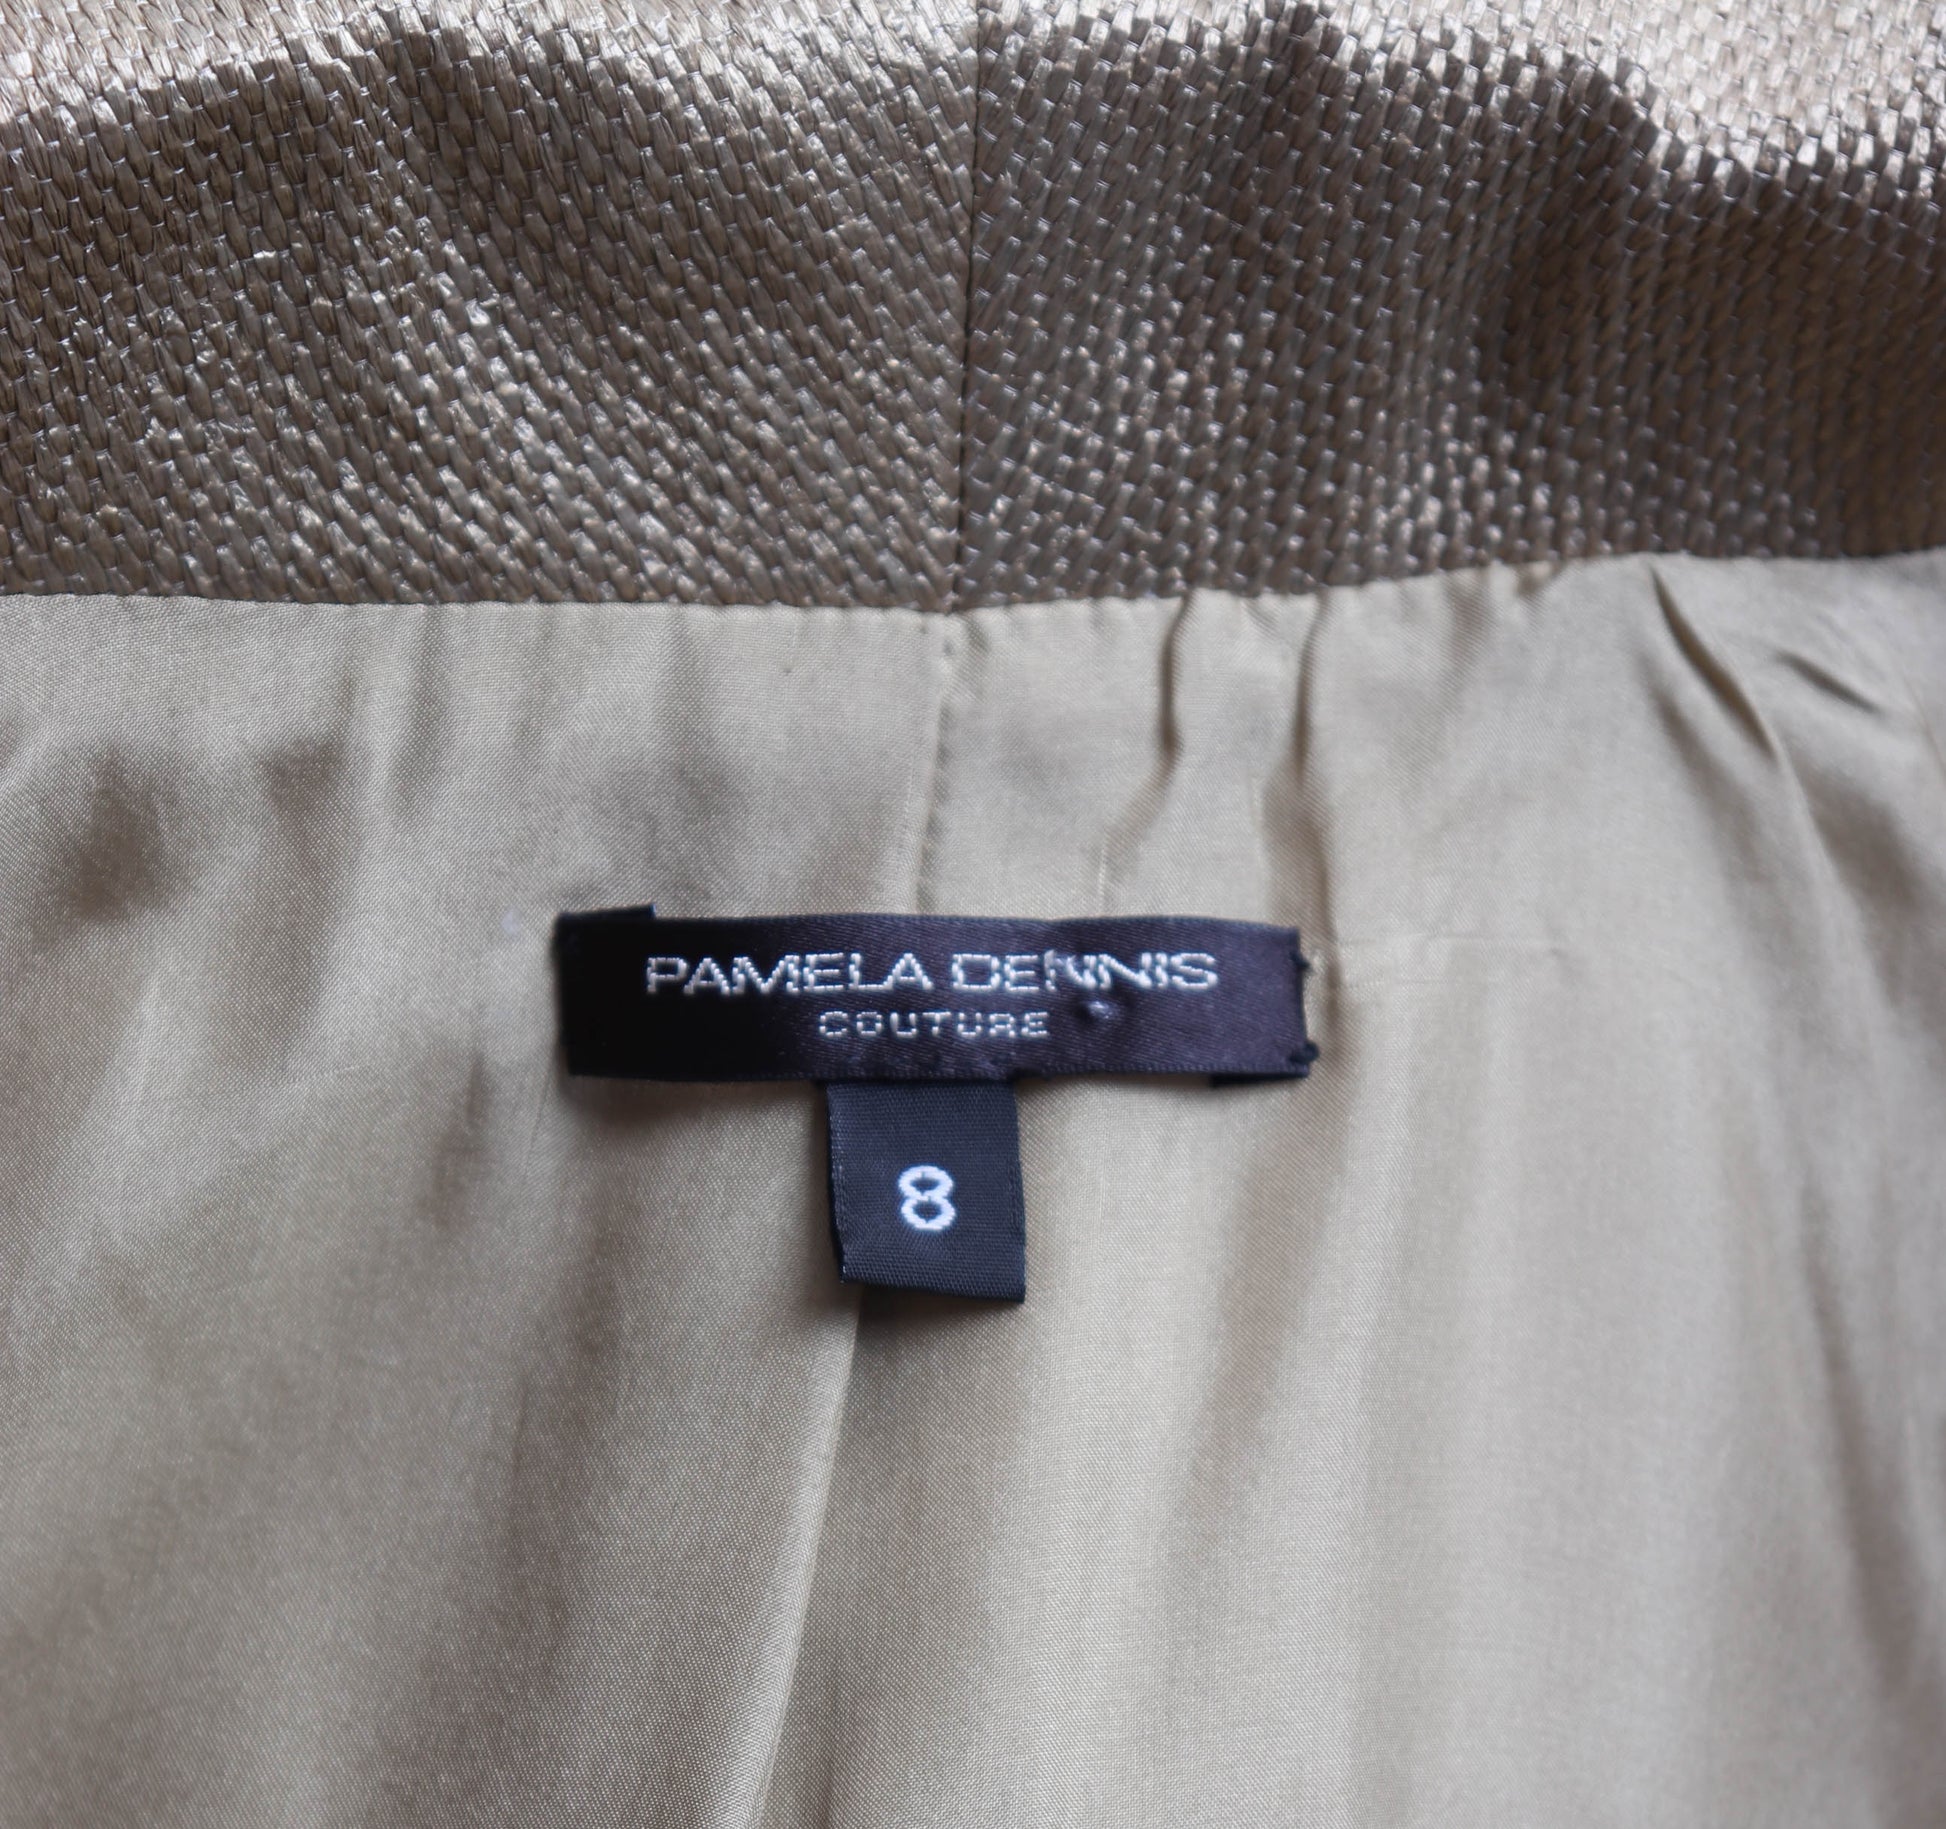 PAMELA DENNIS
COUTURE
8